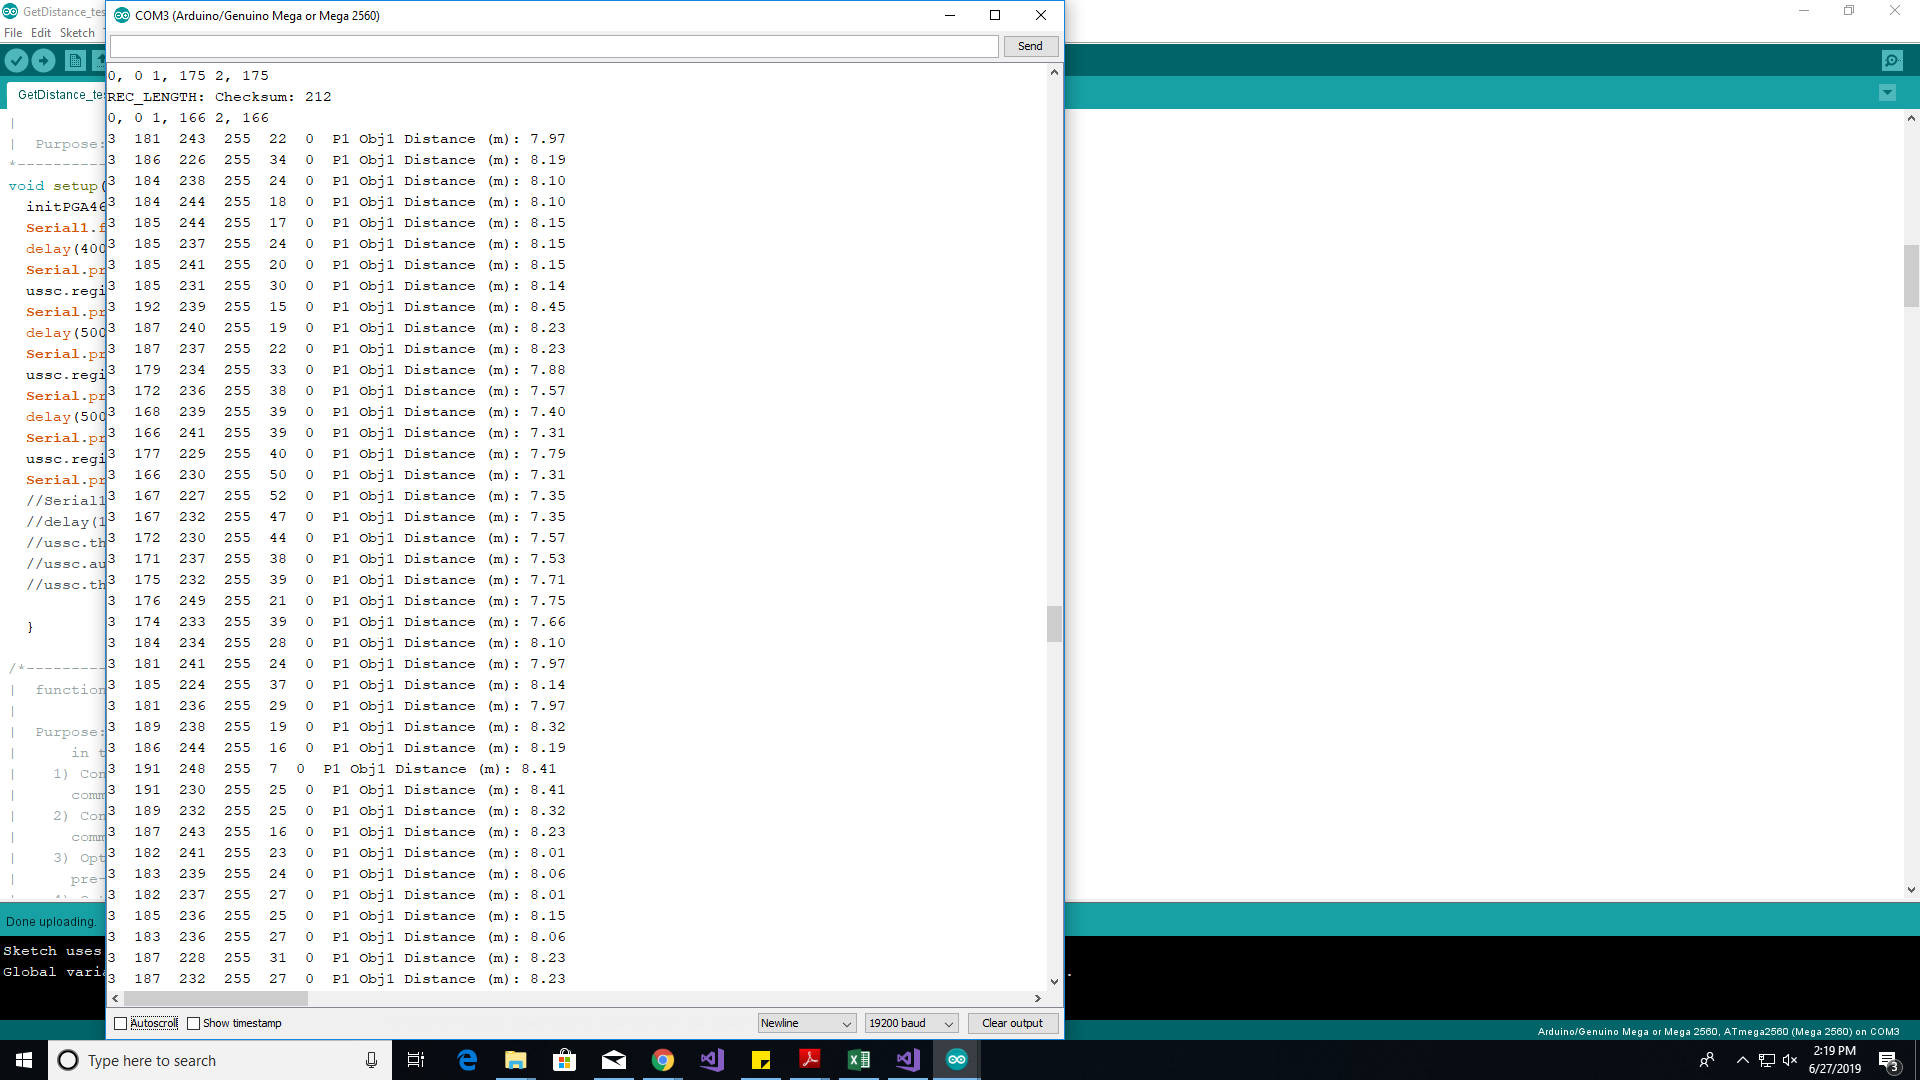 GetDistance_tes
File Edit Sketch
GetDistance_tes
|
| Purpose:
*----------
void setup(
initPGA46
Serial1.f
delay(400
Serial.pr
ussc.regi
Serial.pr
delay(500
Serial.pr
ussc.regi
Serial.pr
delay(500
Serial.pr
ussc.regi
Serial.pr
//Serial1
//delay(1
//ussc.th
//ussc.au
//ussc.th
}
/*---------
| function
|
| Purpose:
| in t
| 1) Con
| comm
| 2) Con
| comm
| 3) Opt
| pre-
Done uploading.
Sketch uses
Global varia
COM3 (Arduino/Genuino Mega or Mega 2560)
Send
0, 0 1, 175 2, 175
REC_LENGTH: Checksum: 212
0, 0 1, 166 2, 166
3 181 243 255 22 0 P1 Obj1 Distance (m): 7.97
3 186 226 255 34 0 P1 Obj1 Distance (m): 8.19
3 184 238 255 24 0 P1 Obj1 Distance (m): 8.10
3 184 244 255 18 0 P1 Obj1 Distance (m): 8.10
3 185 244 255 17 0 P1 Obj1 Distance (m): 8.15
3 185 237 255 24 0 P1 Obj1 Distance (m): 8.15
3 185 241 255 20 0 P1 Obj1 Distance (m): 8.15
3 185 231 255 30 0 P1 Obj1 Distance (m): 8.14
3 192 239 255 15 0 P1 Obj1 Distance (m): 8.45
3 187 240 255 19 0 P1 Obj1 Distance (m): 8.23
3 187 237 255 22 0 P1 Obj1 Distance (m): 8.23
3 179 234 255 33 0 P1 Obj1 Distance (m): 7.88
3 172 236 255 38 0 P1 Obj1 Distance (m): 7.57
3 168 239 255 39 0 P1 Obj1 Distance (m): 7.40
3 166 241 255 39 0 P1 Obj1 Distance (m): 7.31
3 177 229 255 40 0 P1 Obj1 Distance (m): 7.79
3 166 230 255 50 0 P1 Obj1 Distance (m): 7.31
3 167 227 255 52 0 P1 Obj1 Distance (m): 7.35
3 167 232 255 47 0 P1 Obj1 Distance (m): 7.35
3 172 230 255 44 0 P1 Obj1 Distance (m): 7.57
3 171 237 255 38 0 P1 Obj1 Distance (m): 7.53
3 175 232 255 39 0 P1 Obj1 Distance (m): 7.71
3 176 249 255 21 0 P1 Obj1 Distance (m): 7.75
3 174 233 255 39 0 P1 Obj1 Distance (m): 7.66
3 184 234 255 28 0 P1 Obj1 Distance (m): 8.10
3 181 241 255 24 0 P1 Obj1 Distance (m): 7.97
3 185 224 255 37 0 P1 Obj1 Distance (m): 8.14
3 181 236 255 29 0 P1 Obj1 Distance (m): 7.97
3 189 238 255 19 0 P1 Obj1 Distance (m): 8.32
3 186 244 255 16 0 P1 Obj1 Distance (m): 8.19
3 191 248 255 7 0 P1 Obj1 Distance (m): 8.41
3 191 230 255 25 0 P1 Obj1 Distance (m): 8.41
3 189 232 255 25 0 P1 Obj1 Distance (m): 8.32
3 187 243 255 16 0 P1 Obj1 Distance (m): 8.23
3 182 241 255 23 0 P1 Obj1 Distance (m): 8.01
3 183 239 255 24 0 P1 Obj1 Distance (m): 8.06
3 182 237 255 27 0 P1 Obj1 Distance (m): 8.01
3 185 236 255 25 0 P1 Obj1 Distance (m): 8.15
3 183 236 255 27 0 P1 Obj1 Distance (m): 8.06
3 187 228 255 31 0 P1 Obj1 Distance (m): 8.23
3 187 232 255 27 0 P1 Obj1 Distance (m): 8.23
Autoscroll Show timestamp Newline 19200 baud Clear output
.
Arduino/Genuino Mega or Mega 2560, ATmega2560 (Mega 2560) on COM3
Type here to search
2:19 PM
6/27/2019
3